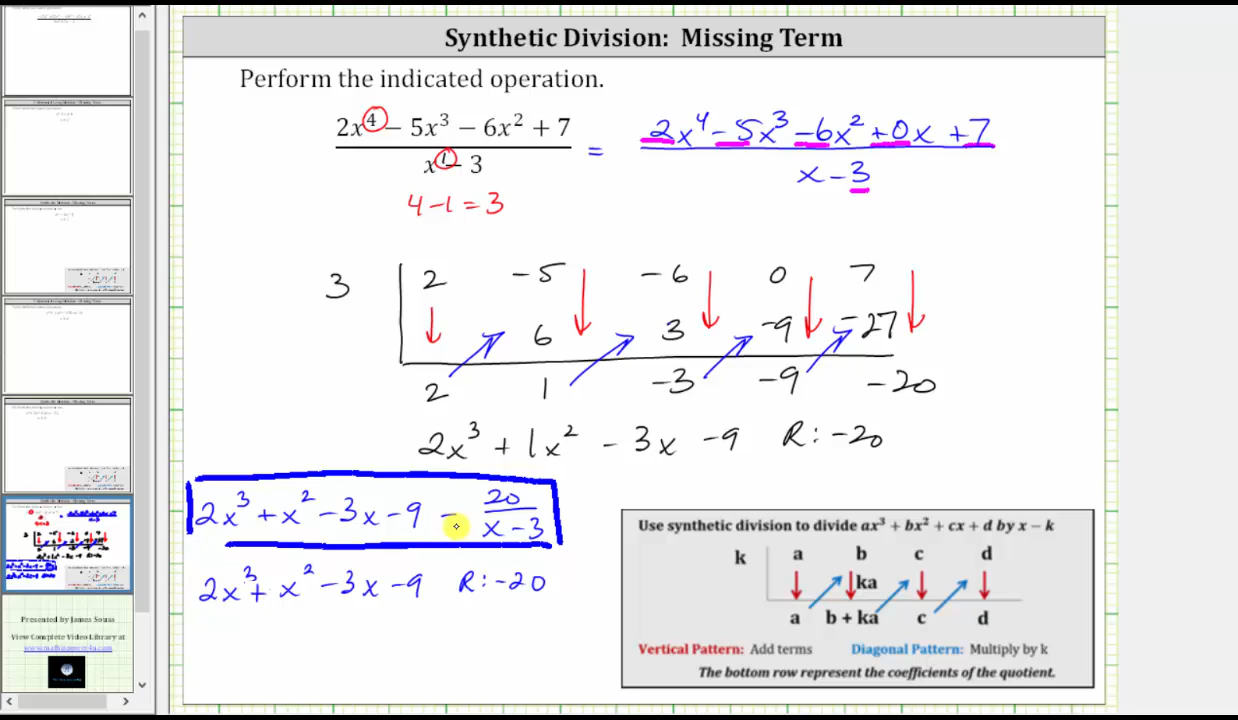 Synthetic Division: Missing Term
Perform the indicated operation.
2x⁴ − 5x³ − 6x² + 7
x¹ − 3
= 2x⁴ − 5x³ − 6x² + 0x + 7
x − 3
4 − 1 = 3
3 2 −5 −6 0 7
6 3 −9 −27
2 1 −3 −9 −20
2x³ + 1x² − 3x − 9 R: −20
2x³ + x² − 3x − 9 − 20
x − 3
2x³ + x² − 3x − 9 R: −20
Use synthetic division to divide ax³ + bx² + cx + d by x − k
k a b c d
ka
a b + ka c d
Vertical Pattern: Add terms Diagonal Pattern: Multiply by k
The bottom row represent the coefficients of the quotient.
Presented by James Sousa
View Complete Video Library at